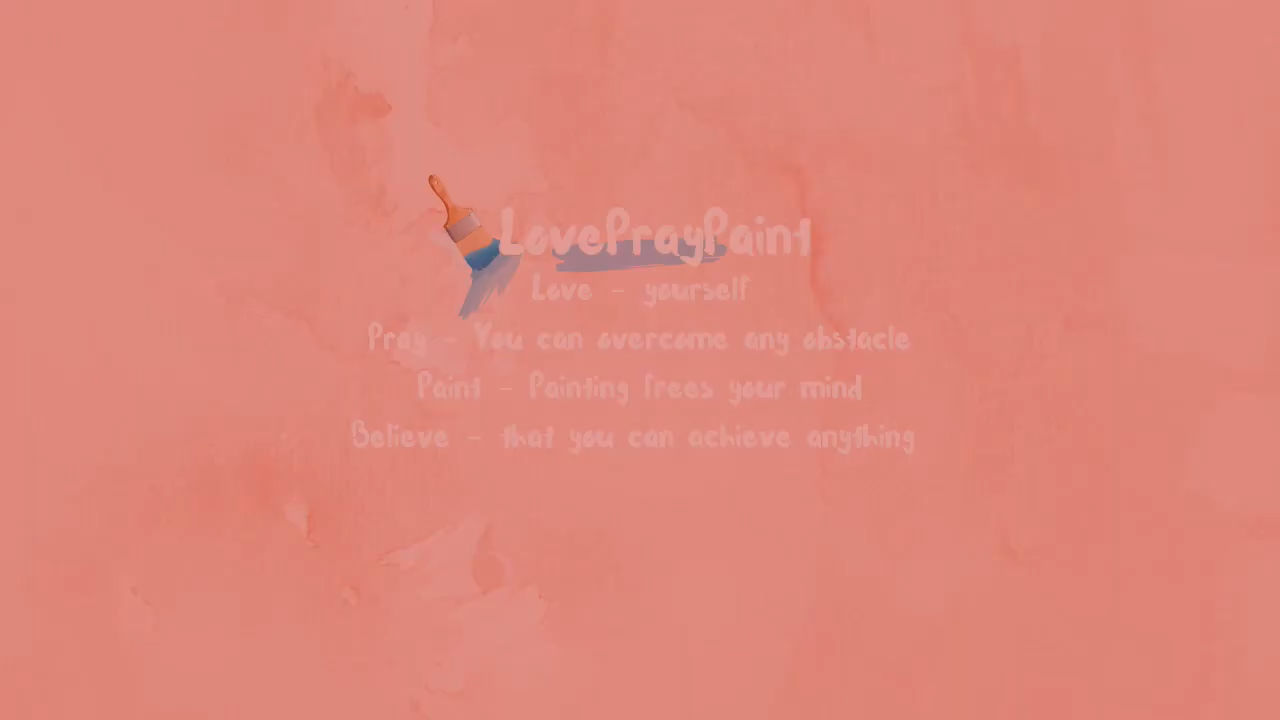 LovePrayPaint
Love - yourself
Pray - You can overcome any obstacle
Paint - Painting frees your mind
Believe - that you can achieve anything